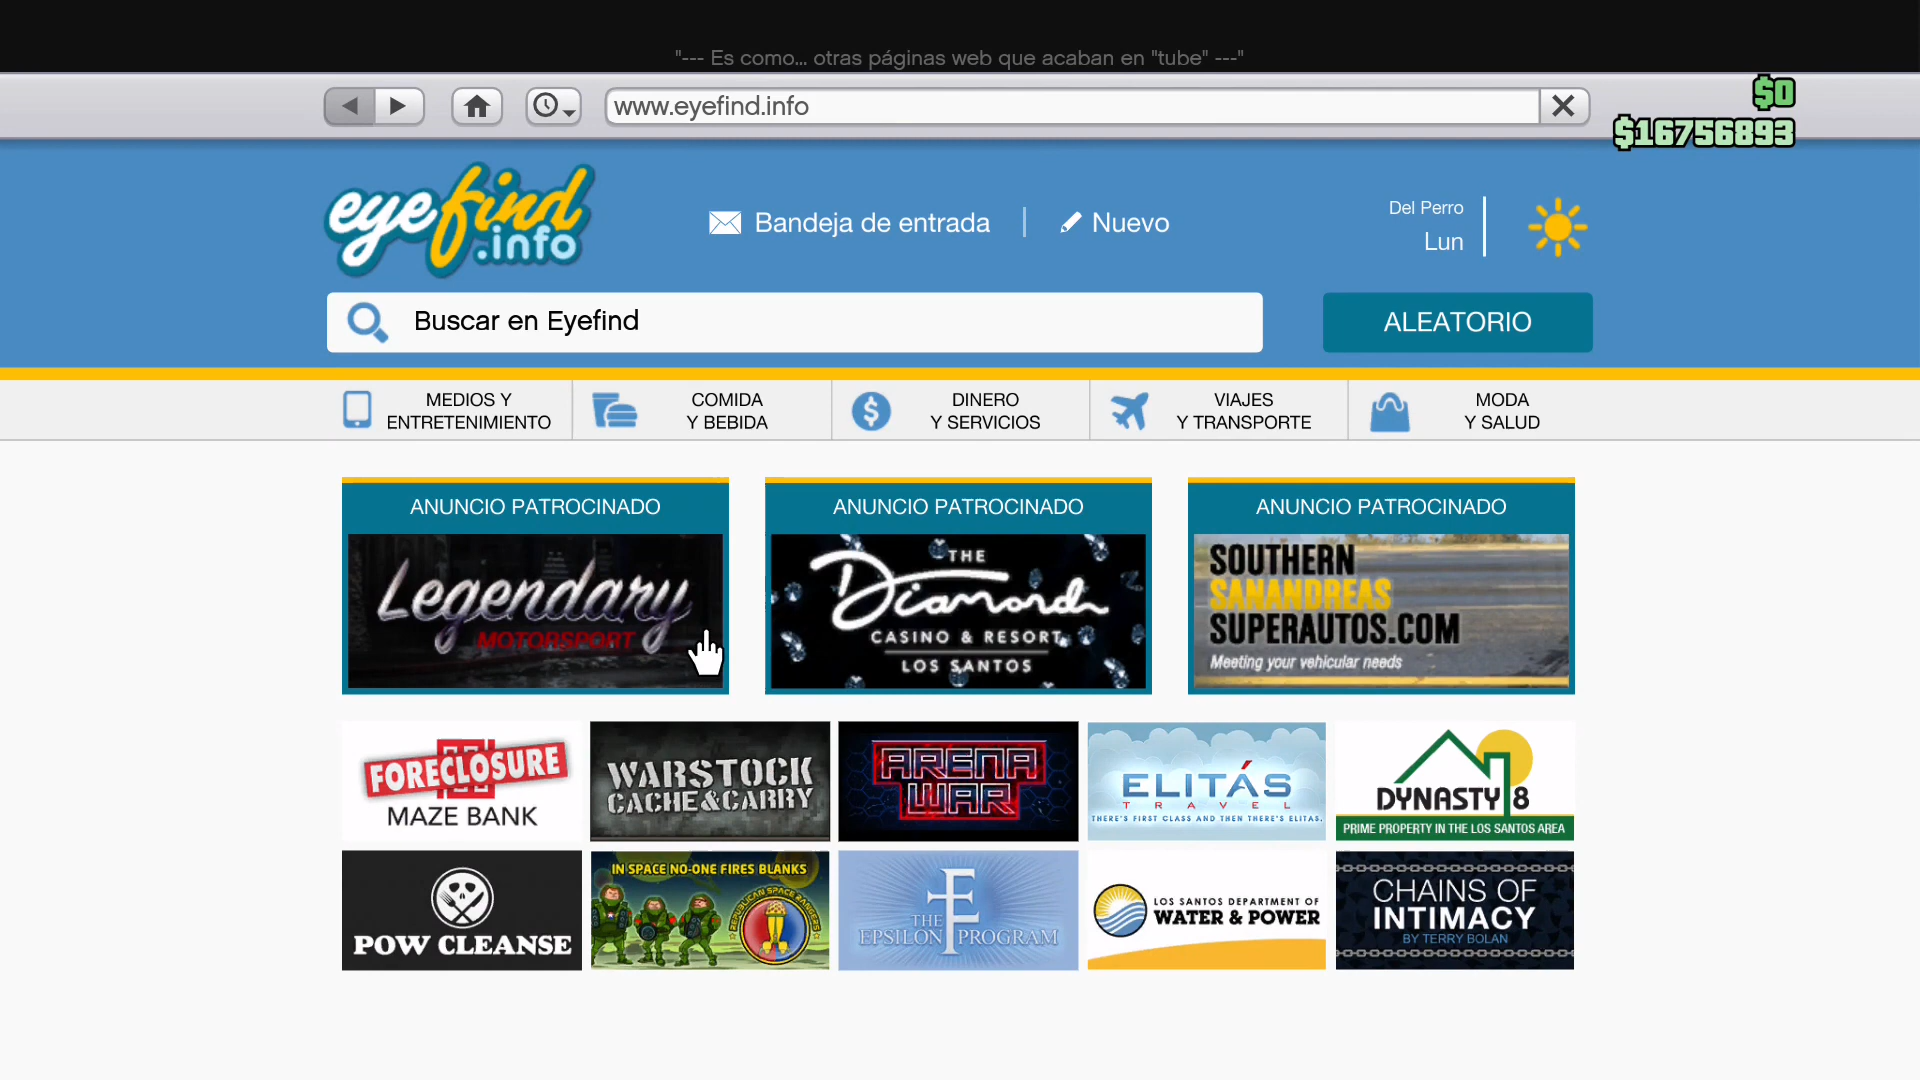 "--- Es como... otras páginas web que acaban en "tube" ---"
www.eyefind.info
$0
$16756893
eyefind
.info
Bandeja de entrada
Nuevo
Del Perro
Lun
Buscar en Eyefind
ALEATORIO
MEDIOS Y
ENTRETENIMIENTO
COMIDA
Y BEBIDA
DINERO
Y SERVICIOS
VIAJES
Y TRANSPORTE
MODA
Y SALUD
ANUNCIO PATROCINADO
Legendary
MOTORSPORT
ANUNCIO PATROCINADO
THE
Diamond
CASINO & RESORT
LOS SANTOS
ANUNCIO PATROCINADO
SOUTHERN
SANANDREAS
SUPERAUTOS.COM
Meeting your vehicular needs
FORECLOSURE
MAZE BANK
WARSTOCK
CACHE&CARRY
ARENA
WAR
ELITÁS
TRAVEL
THERE'S FIRST CLASS AND THEN THERE'S ELITAS.
DYNASTY 8
PRIME PROPERTY IN THE LOS SANTOS AREA
POW CLEANSE
IN SPACE NO-ONE FIRES BLANKS
REPUBLICAN SPACE RANGERS
THE
EPSILON PROGRAM
LOS SANTOS DEPARTMENT OF
WATER & POWER
CHAINS OF
INTIMACY
BY TERRY BOLAN